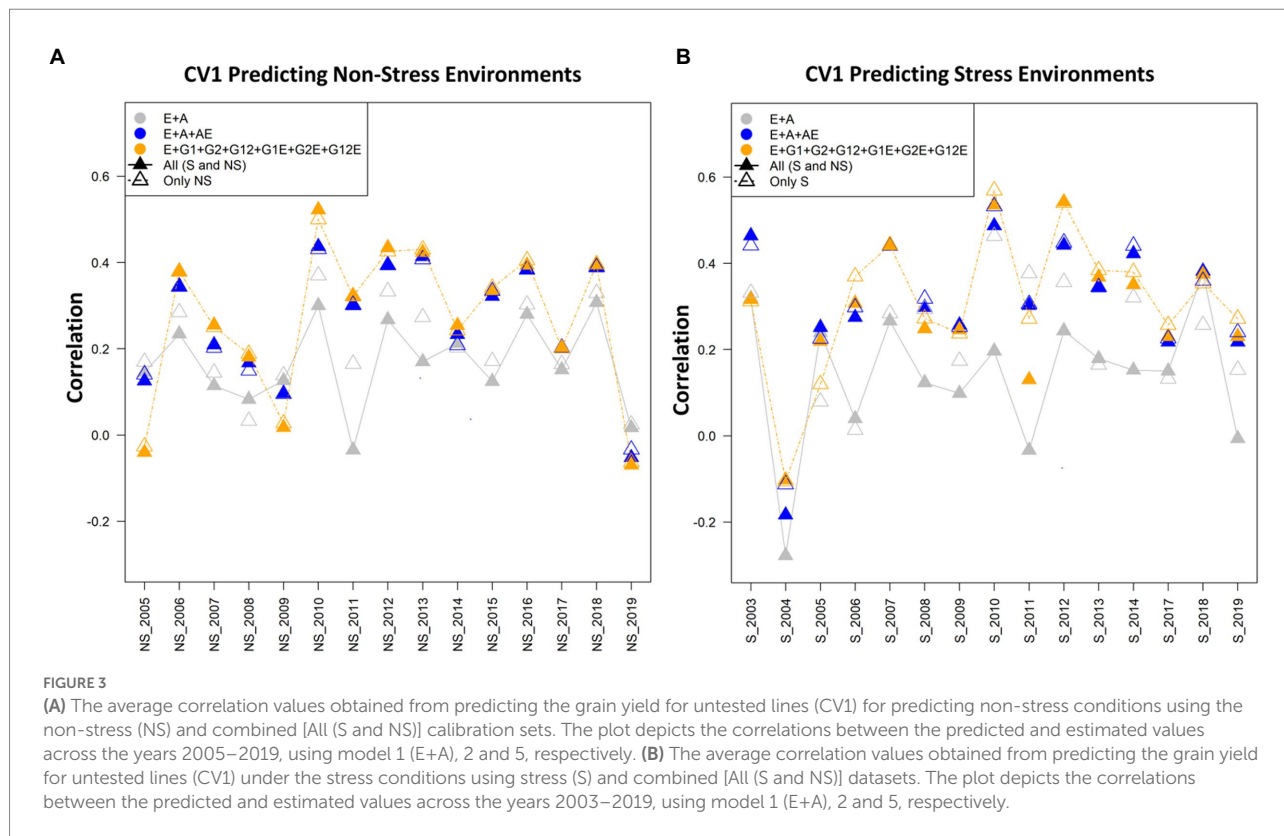 A
CV1 Predicting Non-Stress Environments
E+A
E+A+AE
E+G1+G2+G12+G1E+G2E+G12E
All (S and NS)
Only NS
Correlation
0.6
0.4
0.2
0.0
-0.2
NS_2005
NS_2006
NS_2007
NS_2008
NS_2009
NS_2010
NS_2011
NS_2012
NS_2013
NS_2014
NS_2015
NS_2016
NS_2017
NS_2018
NS_2019
B
CV1 Predicting Stress Environments
E+A
E+A+AE
E+G1+G2+G12+G1E+G2E+G12E
All (S and NS)
Only S
Correlation
0.6
0.4
0.2
0.0
-0.2
S_2003
S_2004
S_2005
S_2006
S_2007
S_2008
S_2009
S_2010
S_2011
S_2012
S_2013
S_2014
S_2017
S_2018
S_2019
FIGURE 3
(A) The average correlation values obtained from predicting the grain yield for untested lines (CV1) for predicting non-stress conditions using the
non-stress (NS) and combined [All (S and NS)] calibration sets. The plot depicts the correlations between the predicted and estimated values
across the years 2005–2019, using model 1 (E+A), 2 and 5, respectively. (B) The average correlation values obtained from predicting the grain yield
for untested lines (CV1) under the stress conditions using stress (S) and combined [All (S and NS)] datasets. The plot depicts the correlations
between the predicted and estimated values across the years 2003–2019, using model 1 (E+A), 2 and 5, respectively.